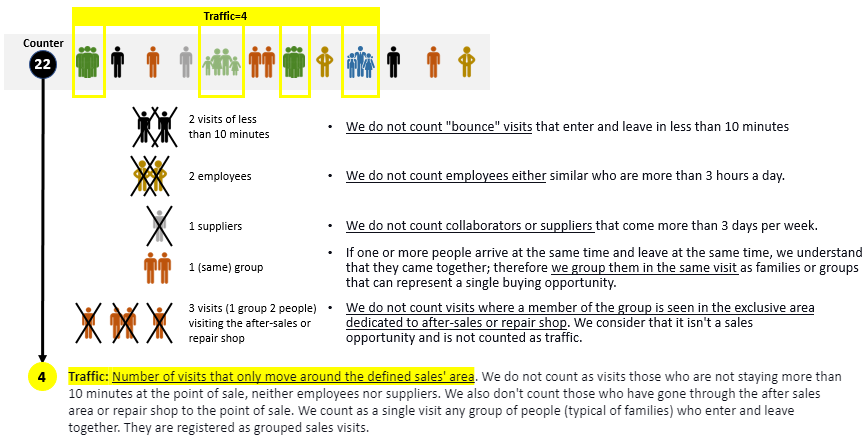 Traffic=4
Counter
22
2 visits of less
than 10 minutes
• We do not count "bounce" visits that enter and leave in less than 10 minutes
2 employees
• We do not count employees either similar who are more than 3 hours a day.
1 suppliers
• We do not count collaborators or suppliers that come more than 3 days per week.
1 (same) group
• If one or more people arrive at the same time and leave at the same time, we understand
that they came together; therefore we group them in the same visit as families or groups
that can represent a single buying opportunity.
3 visits (1 group 2 people)
visiting the after-sales or
repair shop
• We do not count visits where a member of the group is seen in the exclusive area
dedicated to after-sales or repair shop. We consider that it isn't a sales
opportunity and is not counted as traffic.
4
Traffic: Number of visits that only move around the defined sales' area. We do not count as visits those who are not staying more than
10 minutes at the point of sale, neither employees nor suppliers. We also don't count those who have gone through the after sales
area or repair shop to the point of sale. We count as a single visit any group of people (typical of families) who enter and leave
together. They are registered as grouped sales visits.